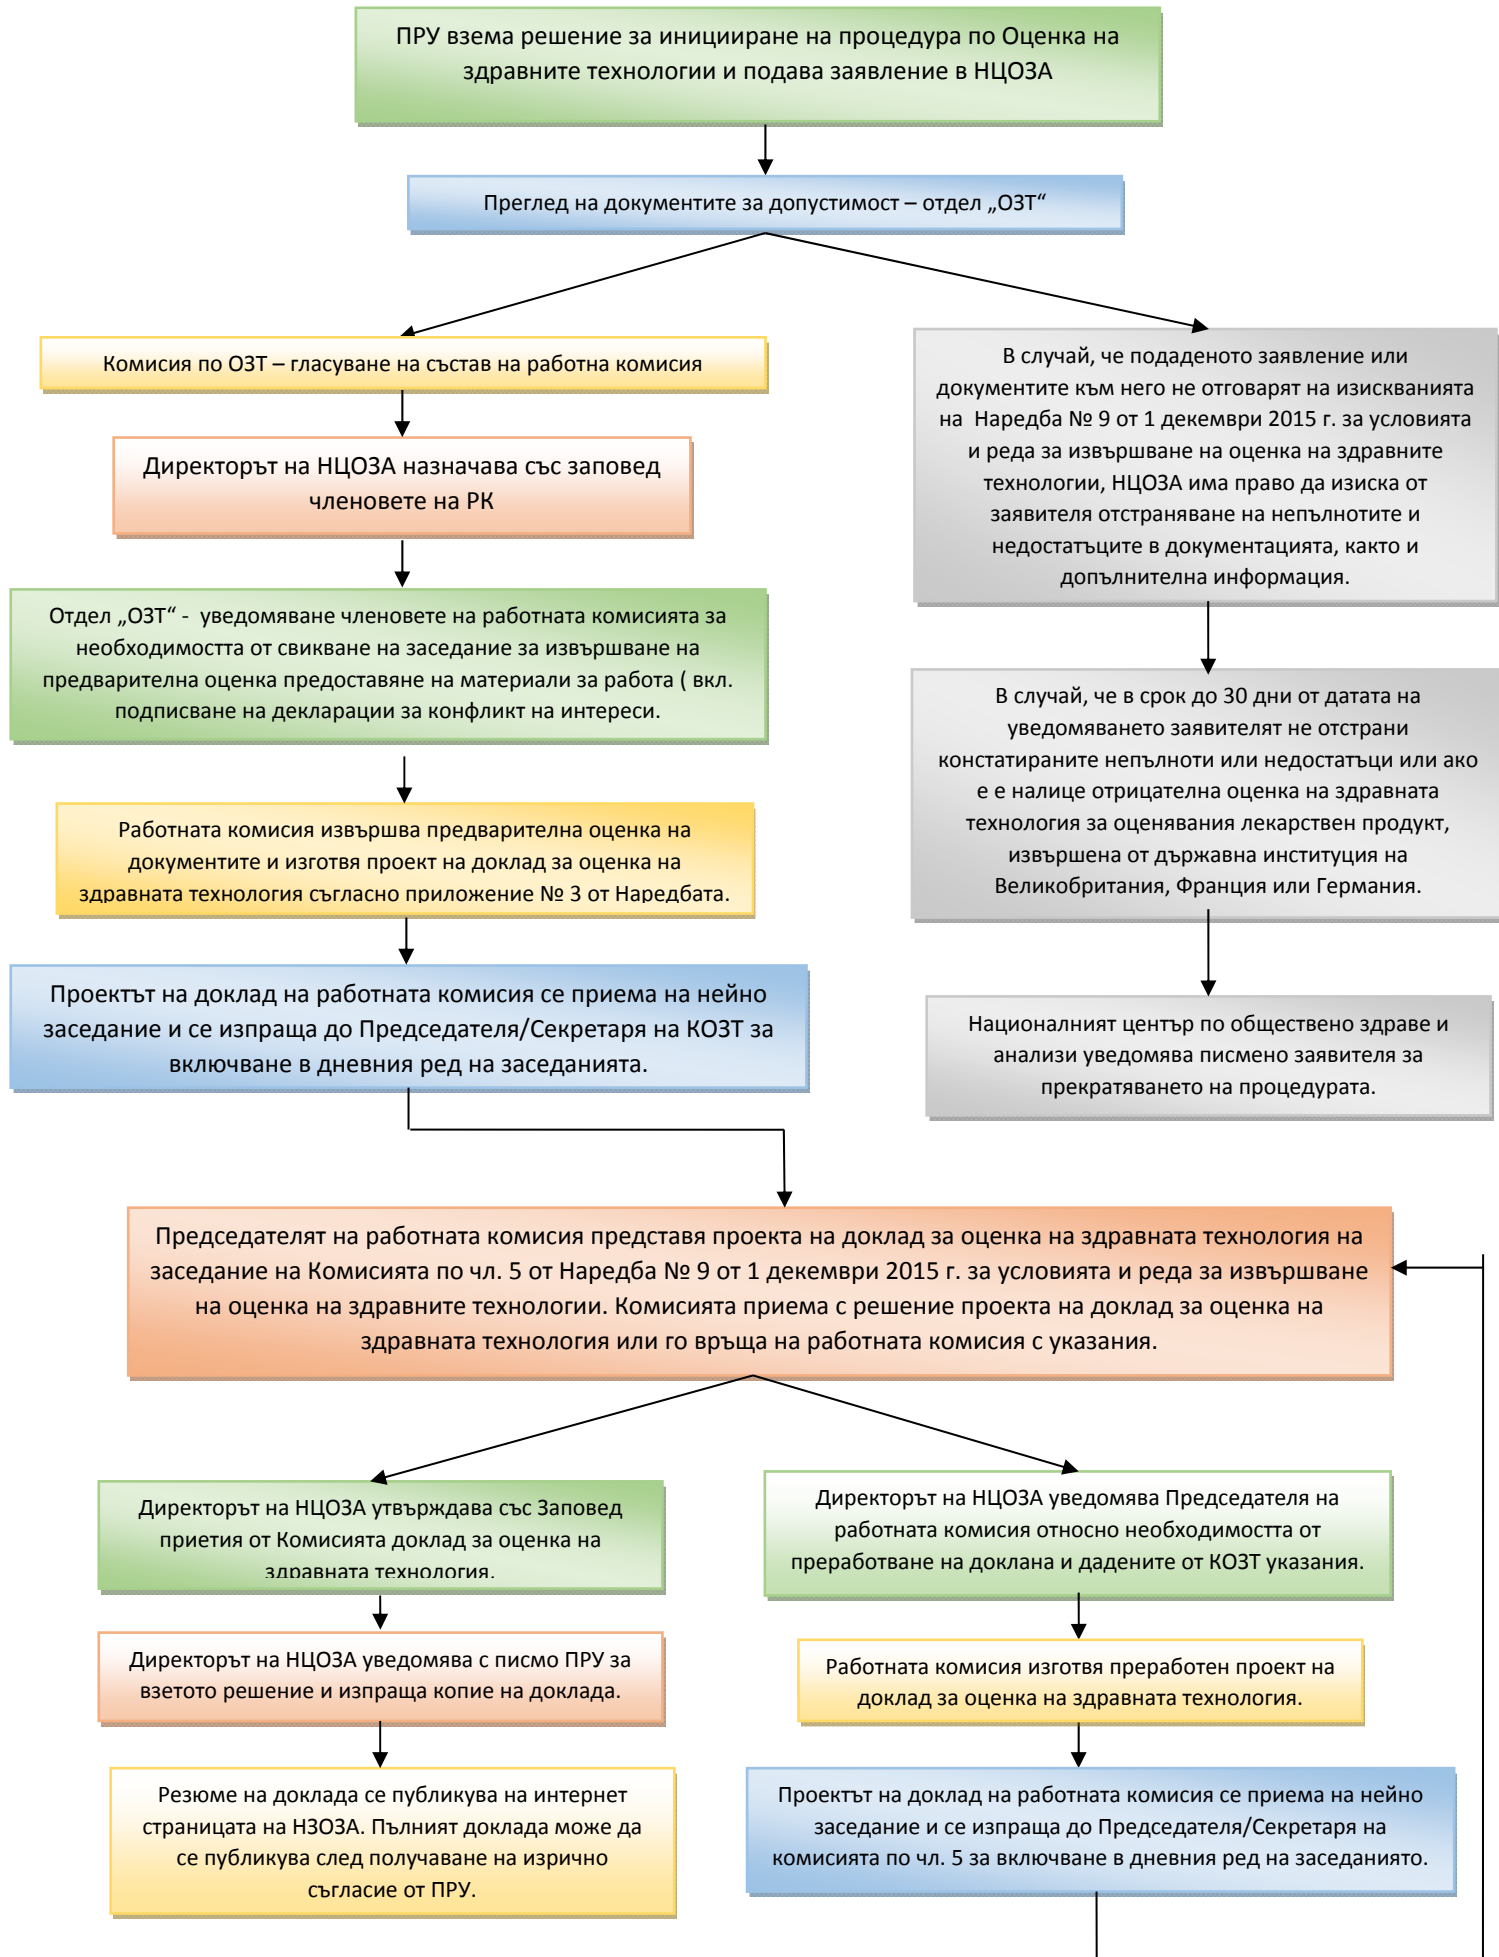 ПРУ взема решение за иницииране на процедура по Оценка на
здравните технологии и подава заявление в НЦОЗА
Преглед на документите за допустимост – отдел „ОЗТ“
Комисия по ОЗТ – гласуване на състав на работна комисия
Директорът на НЦОЗА назначава със заповед
членовете на РК
Отдел „ОЗТ“ - уведомяване членовете на работната комисията за
необходимостта от свикване на заседание за извършване на
предварителна оценка предоставяне на материали за работа ( вкл.
подписване на декларации за конфликт на интереси.
Работната комисия извършва предварителна оценка на
документите и изготвя проект на доклад за оценка на
здравната технология съгласно приложение № 3 от Наредбата.
Проектът на доклад на работната комисия се приема на нейно
заседание и се изпраща до Председателя/Секретаря на КОЗТ за
включване в дневния ред на заседанията.
В случай, че подаденото заявление или
документите към него не отговарят на изискванията
на Наредба № 9 от 1 декември 2015 г. за условията
и реда за извършване на оценка на здравните
технологии, НЦОЗА има право да изиска от
заявителя отстраняване на непълнотите и
недостатъците в документацията, както и
допълнителна информация.
В случай, че в срок до 30 дни от датата на
уведомяването заявителят не отстрани
констатираните непълноти или недостатъци или ако
е е налице отрицателна оценка на здравната
технология за оценявания лекарствен продукт,
извършена от държавна институция на
Великобритания, Франция или Германия.
Националният център по обществено здраве и
анализи уведомява писмено заявителя за
прекратяването на процедурата.
Председателят на работната комисия представя проекта на доклад за оценка на здравната технология на
заседание на Комисията по чл. 5 от Наредба № 9 от 1 декември 2015 г. за условията и реда за извършване
на оценка на здравните технологии. Комисията приема с решение проекта на доклад за оценка на
здравната технология или го връща на работната комисия с указания.
Директорът на НЦОЗА утвърждава със Заповед
приетия от Комисията доклад за оценка на
здравната технология.
Директорът на НЦОЗА уведомява с писмо ПРУ за
взетото решение и изпраща копие на доклада.
Резюме на доклада се публикува на интернет
страницата на НЗОЗА. Пълният доклада може да
се публикува след получаване на изрично
съгласие от ПРУ.
Директорът на НЦОЗА уведомява Председателя на
работната комисия относно необходимостта от
преработване на доклана и дадените от КОЗТ указания.
Работната комисия изготвя преработен проект на
доклад за оценка на здравната технология.
Проектът на доклад на работната комисия се приема на нейно
заседание и се изпраща до Председателя/Секретаря на
комисията по чл. 5 за включване в дневния ред на заседанието.